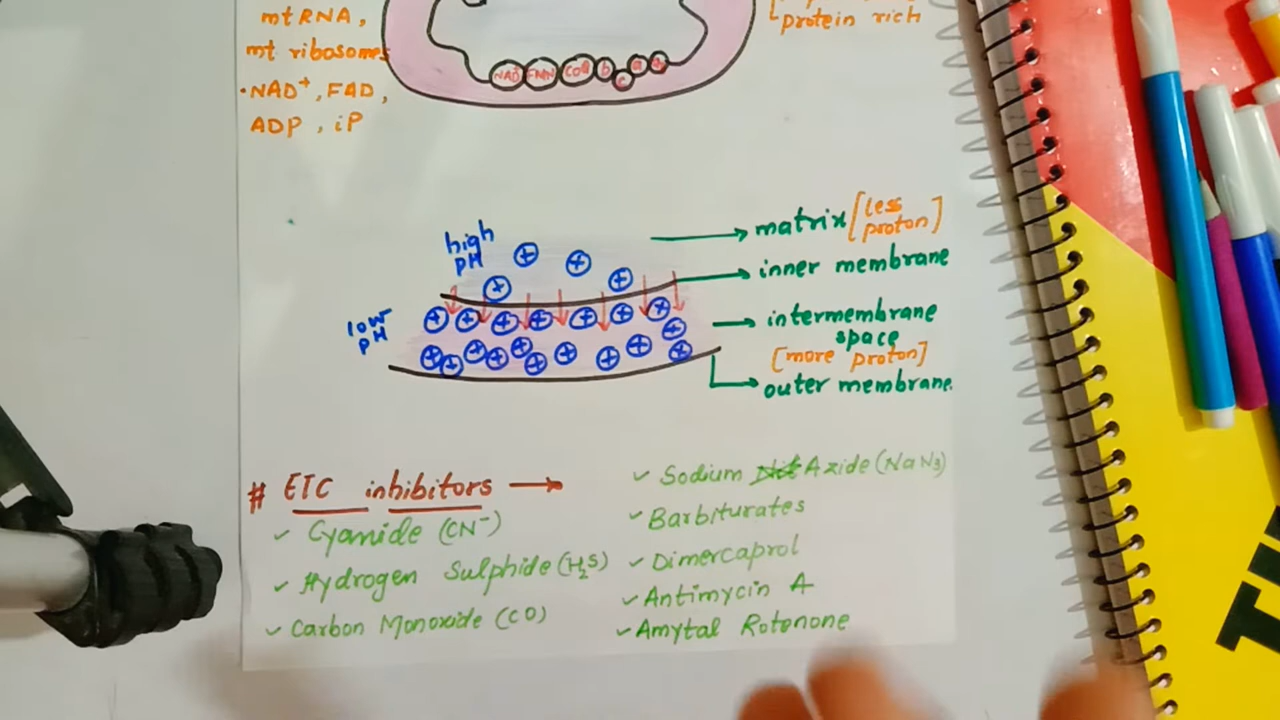 mtRNA,
mt ribosomes
•NAD⁺, FAD,
ADP, iP
protein rich
NAD FMN CoQ b c a
high
pH
low
pH
matrix [less
proton]
inner membrane
intermembrane
space
[more proton]
outer membrane
# ETC inhibitors →
✓ Cyanide (CN⁻)
✓ Hydrogen Sulphide (H₂S)
✓ Carbon Monoxide (CO)
✓ Sodium Azide (NaN₃)
✓ Barbiturates
✓ Dimercaprol
✓ Antimycin A
✓ Amytal Rotenone